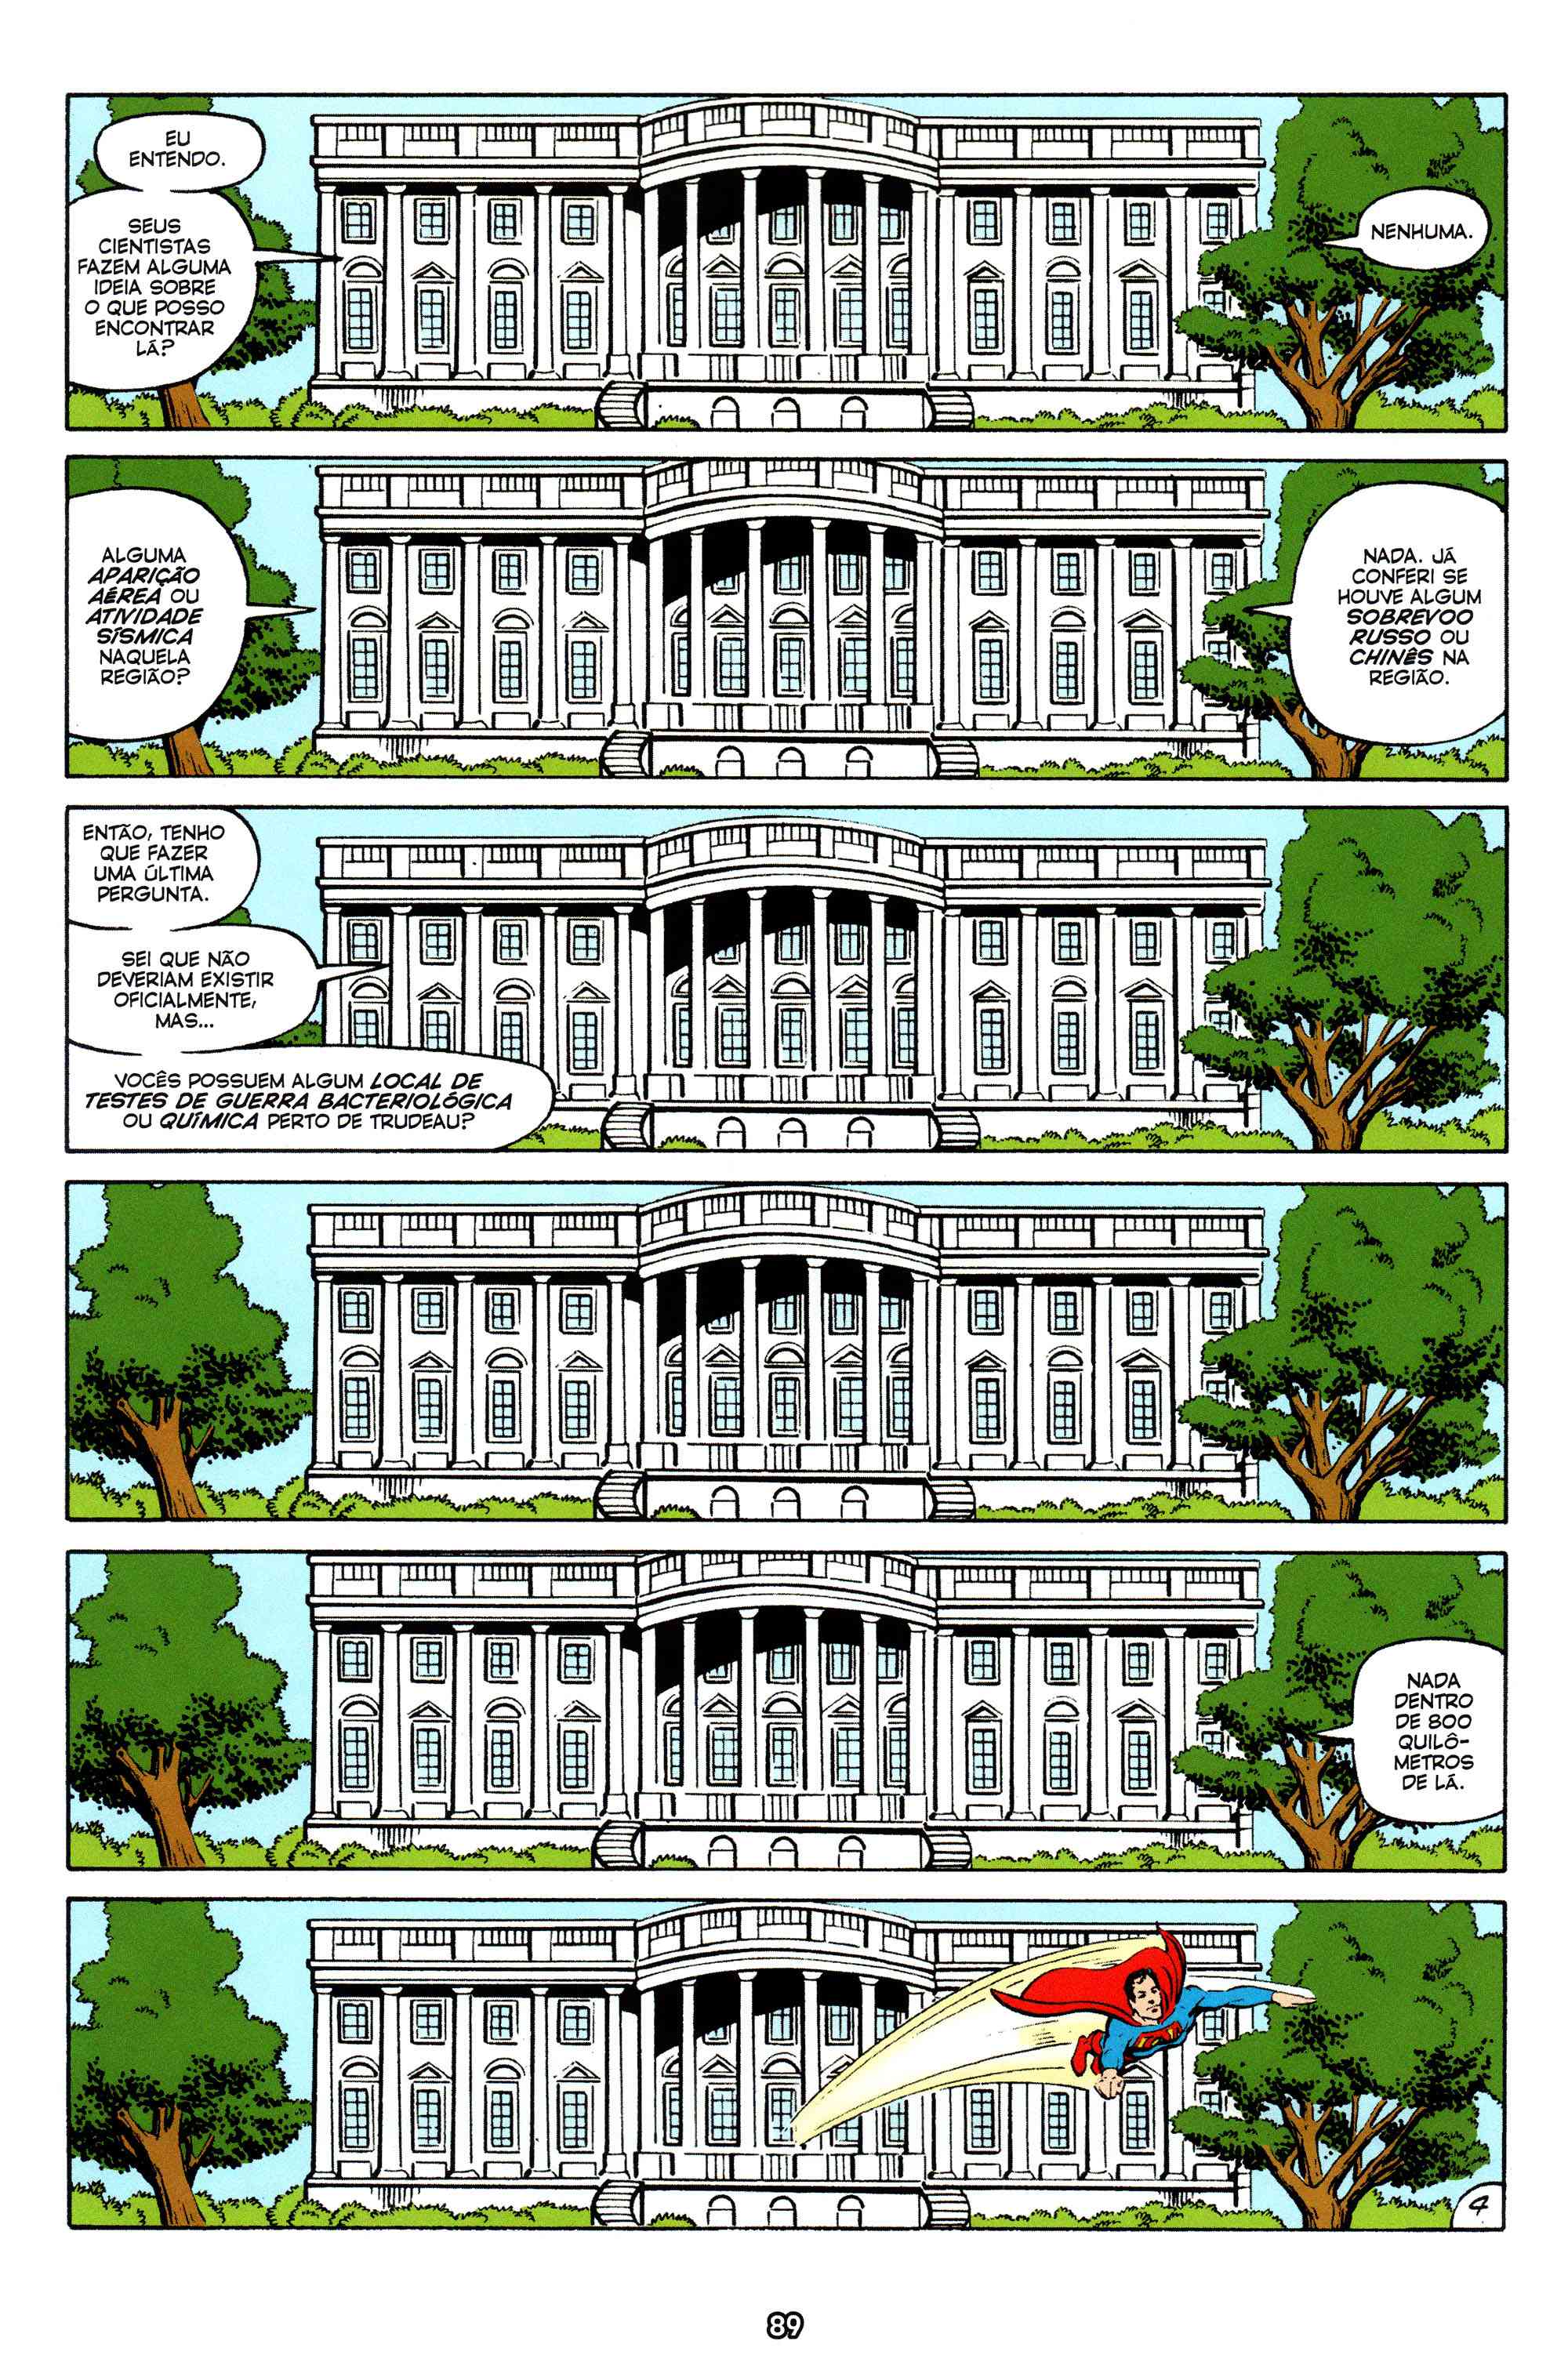 EU
ENTENDO.
SEUS
CIENTISTAS
FAZEM ALGUMA
IDEIA SOBRE
O QUE POSSO
ENCONTRAR
LÁ?
NENHUMA.
ALGUMA
APARIÇÃO
AÉREA OU
ATIVIDADE
SÍSMICA
NAQUELA
REGIÃO?
NADA. JÁ
CONFERI SE
HOUVE ALGUM
SOBREVOO
RUSSO OU
CHINÊS NA
REGIÃO.
ENTÃO, TENHO
QUE FAZER
UMA ÚLTIMA
PERGUNTA.
SEI QUE NÃO
DEVERIAM EXISTIR
OFICIALMENTE,
MAS...
VOCÊS POSSUEM ALGUM LOCAL DE
TESTES DE GUERRA BACTERIOLÓGICA
OU QUÍMICA PERTO DE TRUDEAU?
NADA
DENTRO
DE 800
QUILÔ-
METROS
DE LÁ.
4
89